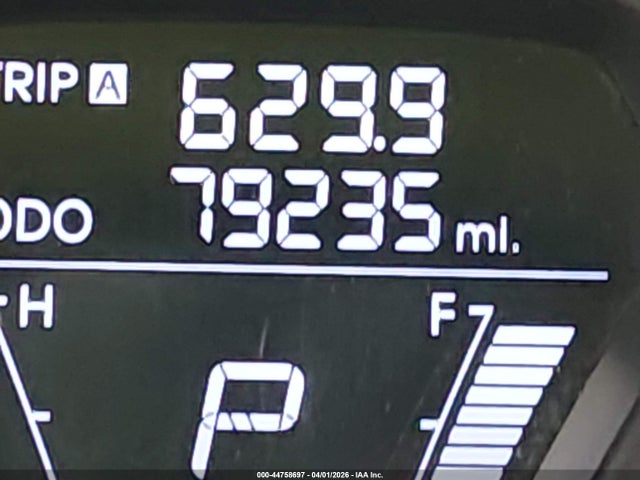 TRIP A 629.9
ODO 79235 mi.
H F
P
000-44758697 - 04/01/2026 - IAA Inc.